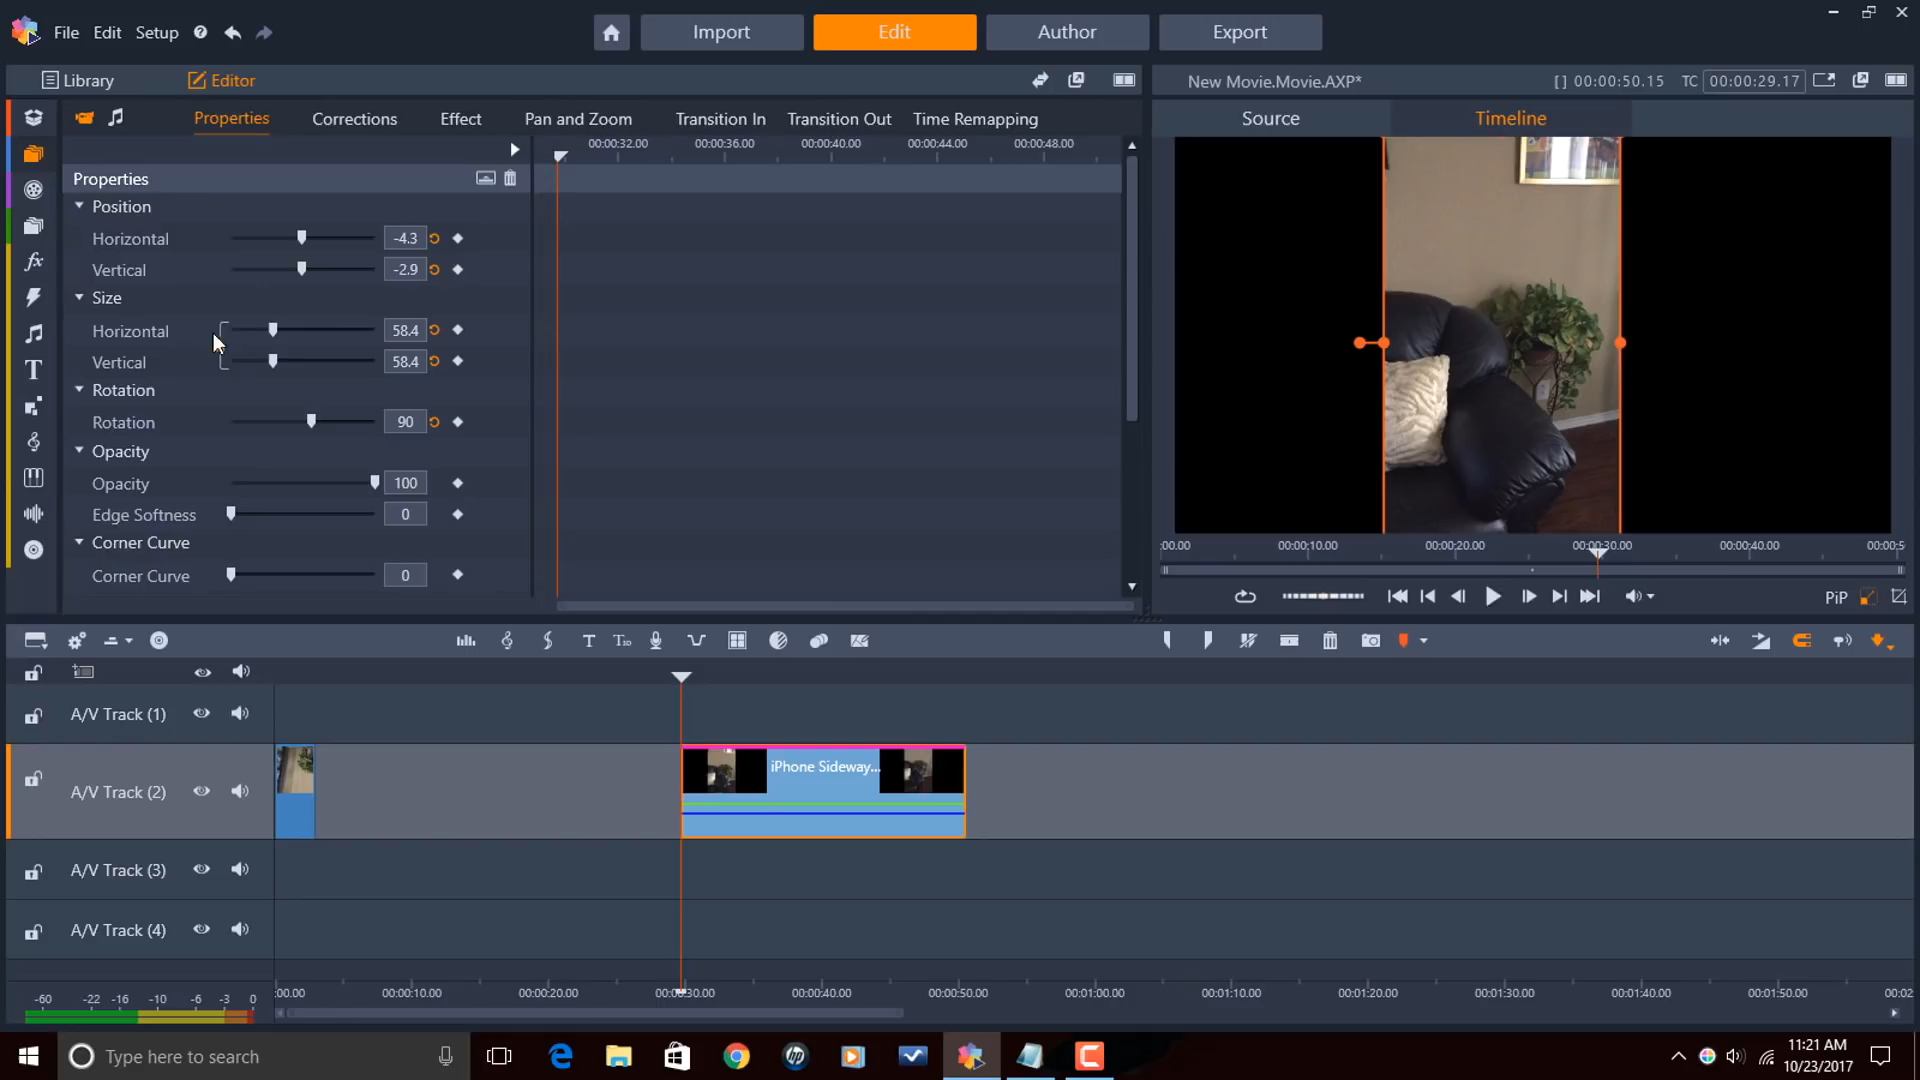 File Edit Setup
Import Edit Author Export
Library Editor
New Movie.Movie.AXP* [ ] 00:00:50.15 TC 00:00:29.17
Properties Corrections Effect Pan and Zoom Transition In Transition Out Time Remapping
Source Timeline
00:00:32.00 00:00:36.00 00:00:40.00 00:00:44.00 00:00:48.00
Properties
Position
Horizontal -4.3
Vertical -2.9
Size
Horizontal 58.4
Vertical 58.4
Rotation
Rotation 90
Opacity
Opacity 100
Edge Softness 0
Corner Curve
Corner Curve 0
:00.00 00:00:10.00 00:00:20.00 00:00:30.00 00:00:40.00 00:00:5
PiP
A/V Track (1)
iPhone Sideway...
A/V Track (2)
A/V Track (3)
A/V Track (4)
-60 -22 -16 -10 -6 -3 0
:00.00 00:00:10.00 00:00:20.00 00:00:30.00 00:00:40.00 00:00:50.00 00:01:00.00 00:01:10.00 00:01:20.00 00:01:30.00 00:01:40.00 00:01:50.00 00:02
Type here to search
11:21 AM
10/23/2017